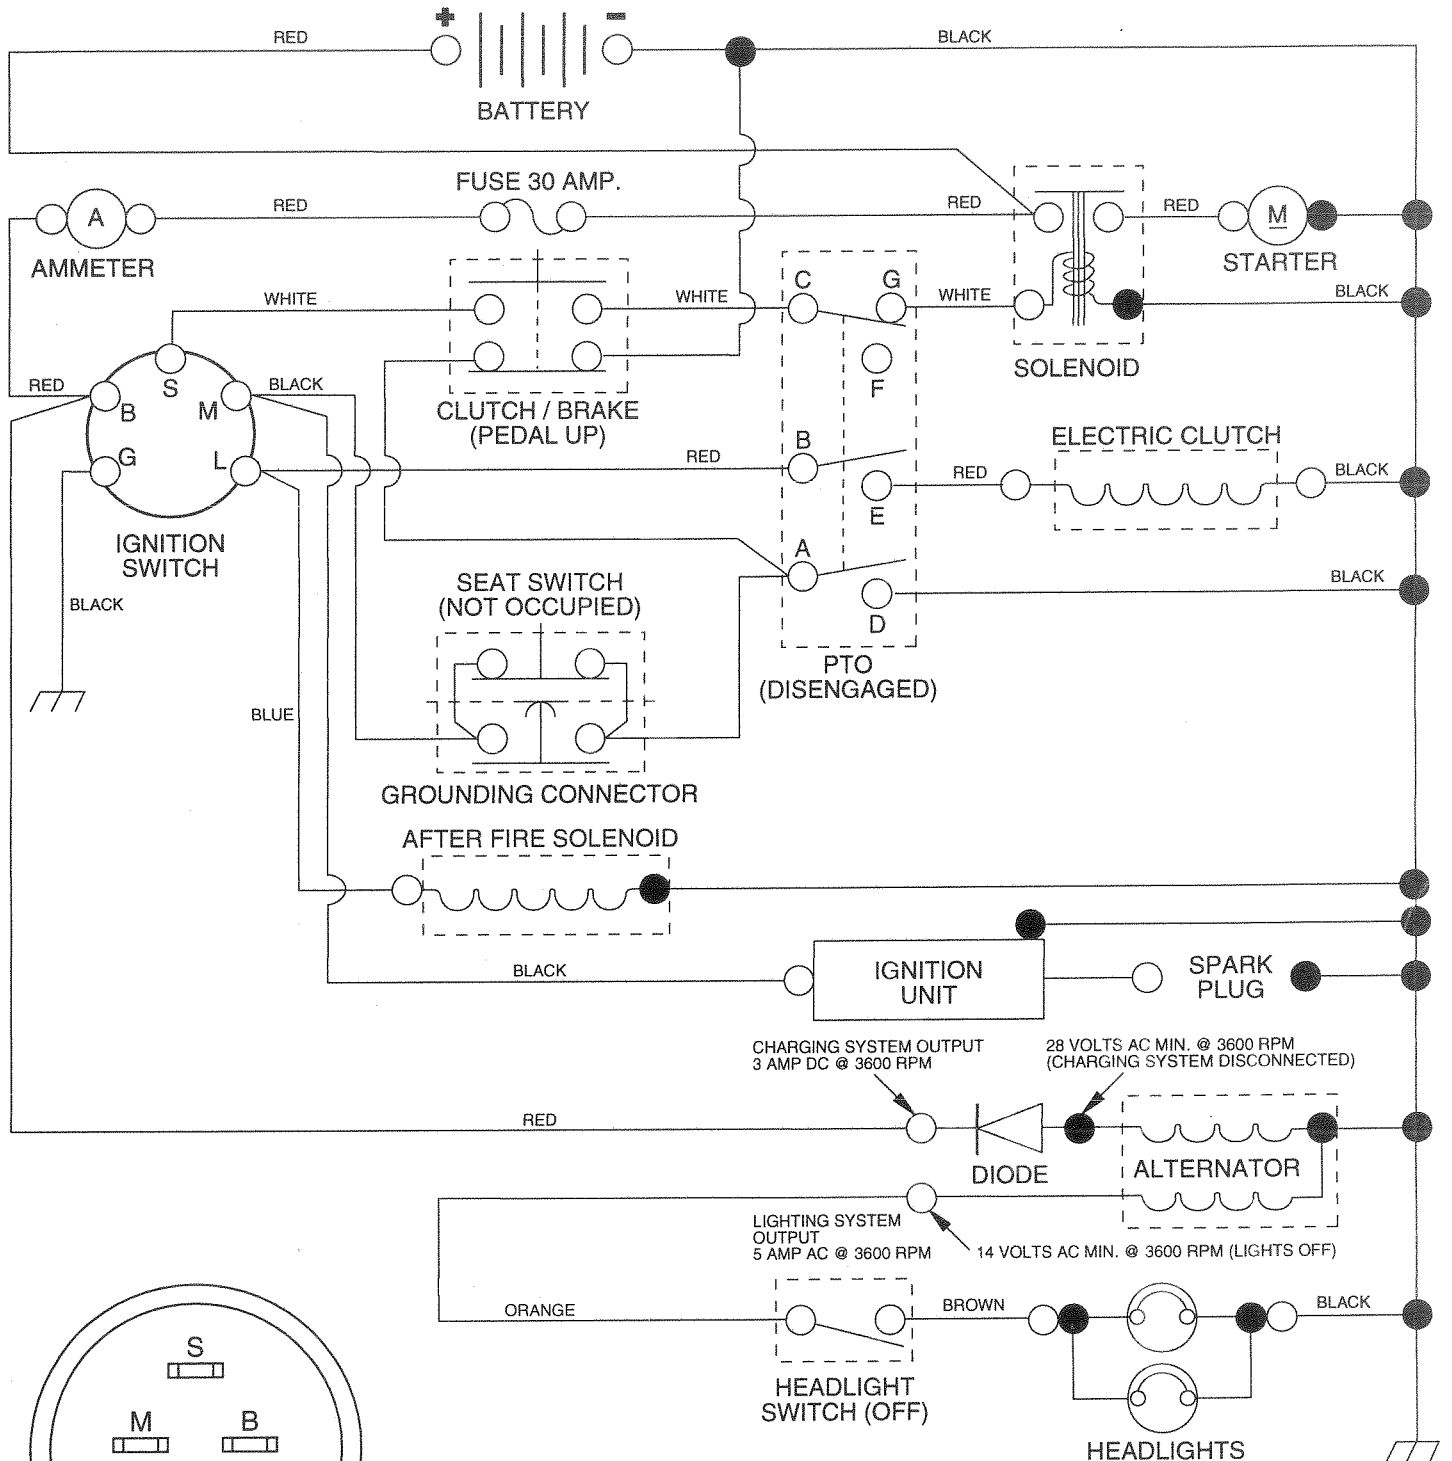 + -
RED
BLACK
BATTERY
FUSE 30 AMP.
A
RED
RED
RED
M
AMMETER
STARTER
C
G
WHITE
WHITE
WHITE
BLACK
SOLENOID
F
RED
S
BLACK
B
M
CLUTCH / BRAKE
(PEDAL UP)
G
L
RED
B
ELECTRIC CLUTCH
RED
BLACK
E
IGNITION
SWITCH
A
BLACK
SEAT SWITCH
(NOT OCCUPIED)
BLACK
D
PTO
(DISENGAGED)
BLUE
GROUNDING CONNECTOR
AFTER FIRE SOLENOID
BLACK
IGNITION
UNIT
SPARK
PLUG
CHARGING SYSTEM OUTPUT
3 AMP DC @ 3600 RPM
28 VOLTS AC MIN. @ 3600 RPM
(CHARGING SYSTEM DISCONNECTED)
RED
DIODE
ALTERNATOR
LIGHTING SYSTEM
OUTPUT
5 AMP AC @ 3600 RPM
14 VOLTS AC MIN. @ 3600 RPM (LIGHTS OFF)
ORANGE
BROWN
BLACK
HEADLIGHT
SWITCH (OFF)
HEADLIGHTS
S
M
B